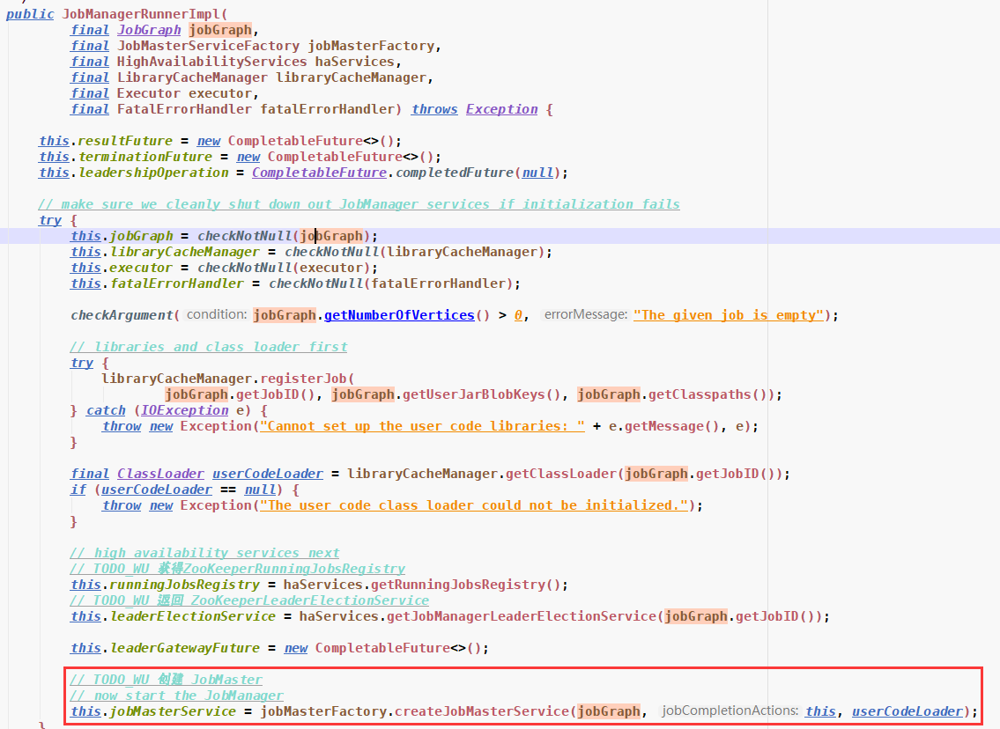 public JobManagerRunnerImpl(
final JobGraph jobGraph,
final JobMasterServiceFactory jobMasterFactory,
final HighAvailabilityServices haServices,
final LibraryCacheManager libraryCacheManager,
final Executor executor,
final FatalErrorHandler fatalErrorHandler) throws Exception {
this.resultFuture = new CompletableFuture<>();
this.terminationFuture = new CompletableFuture<>();
this.leadershipOperation = CompletableFuture.completedFuture(null);
// make sure we cleanly shut down out JobManager services if initialization fails
try {
this.jobGraph = checkNotNull(jobGraph);
this.libraryCacheManager = checkNotNull(libraryCacheManager);
this.executor = checkNotNull(executor);
this.fatalErrorHandler = checkNotNull(fatalErrorHandler);
checkArgument( condition: jobGraph.getNumberOfVertices() > 0, errorMessage: "The given job is empty");
// libraries and class loader first
try {
libraryCacheManager.registerJob(
jobGraph.getJobID(), jobGraph.getUserJarBlobKeys(), jobGraph.getClasspaths());
} catch (IOException e) {
throw new Exception("Cannot set up the user code libraries: " + e.getMessage(), e);
}
final ClassLoader userCodeLoader = libraryCacheManager.getClassLoader(jobGraph.getJobID());
if (userCodeLoader == null) {
throw new Exception("The user code class loader could not be initialized.");
}
// high availability services next
// TODO_WU 获得ZooKeeperRunningJobsRegistry
this.runningJobsRegistry = haServices.getRunningJobsRegistry();
// TODO_WU 返回 ZooKeeperLeaderElectionService
this.leaderElectionService = haServices.getJobManagerLeaderElectionService(jobGraph.getJobID());
this.leaderGatewayFuture = new CompletableFuture<>();
// TODO_WU 创建 JobMaster
// now start the JobManager
this.jobMasterService = jobMasterFactory.createJobMasterService(jobGraph, jobCompletionActions: this, userCodeLoader);
}